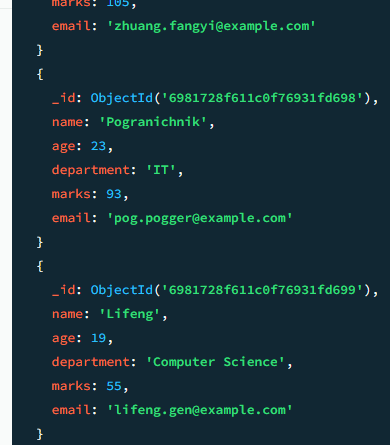 marks: 105,
email: 'zhuang.fangyi@example.com'
}
{
_id: ObjectId('6981728f611c0f76931fd698'),
name: 'Pogranichnik',
age: 23,
department: 'IT',
marks: 93,
email: 'pog.pogger@example.com'
}
{
_id: ObjectId('6981728f611c0f76931fd699'),
name: 'Lifeng',
age: 19,
department: 'Computer Science',
marks: 55,
email: 'lifeng.gen@example.com'
}